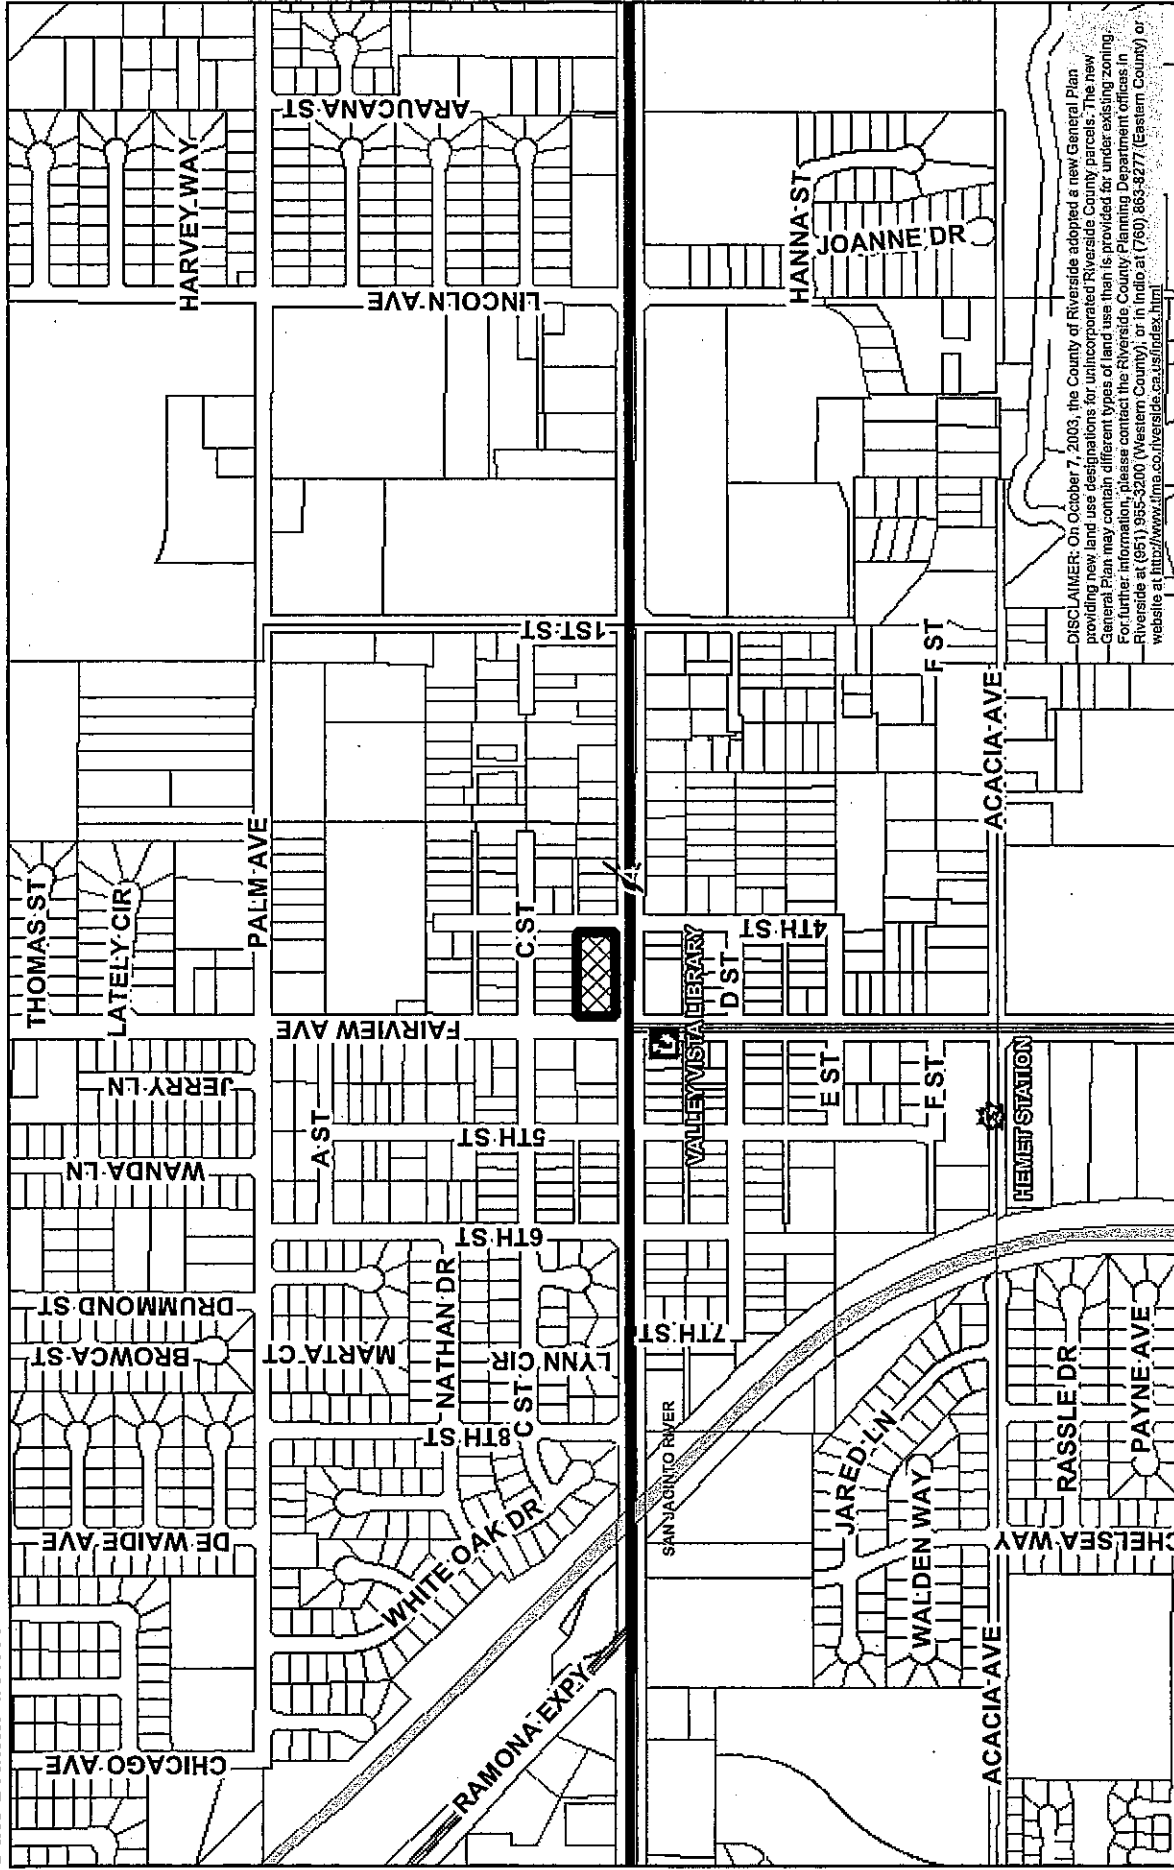 THOMAS ST
LATELY CIR
PALM AVE
HARVEY WAY
ARAUCANA ST
LINCOLN AVE
1ST ST
C ST
FAIRVIEW AVE
JERRY LN
WANDA LN
A ST
5TH ST
6TH ST
DRUMMOND ST
BROWCA ST
MARTA CT
NATHAN DR
LYNN CIR
C ST
8TH ST
DE WAIDE AVE
WHITE OAK DR
CHICAGO AVE
RAMONA EXPY
HANNA ST
JOANNE DR
F ST
ACACIA AVE
4TH ST
D ST
VALLEY VISTA LIBRARY
E ST
F ST
HEMET STATION
7TH ST
SAN JACINTO RIVER
JARED LN
WALDEN WAY
RASSLE DR
PAYNE AVE
CHELSEA WAY
ACACIA AVE
DISCLAIMER: On October 7, 2003, the County of Riverside adopted a new General Plan
providing new land use designations for unincorporated Riverside County parcels. The new
General Plan may contain different types of land use than is provided for under existing zoning.
For further information, please contact the Riverside County Planning Department offices in
Riverside at (951) 955-3200 (Western County), or in Indio at (760) 863-8277 (Eastern County) or
website at http://www.tlma.co.riverside.ca.us/index.html